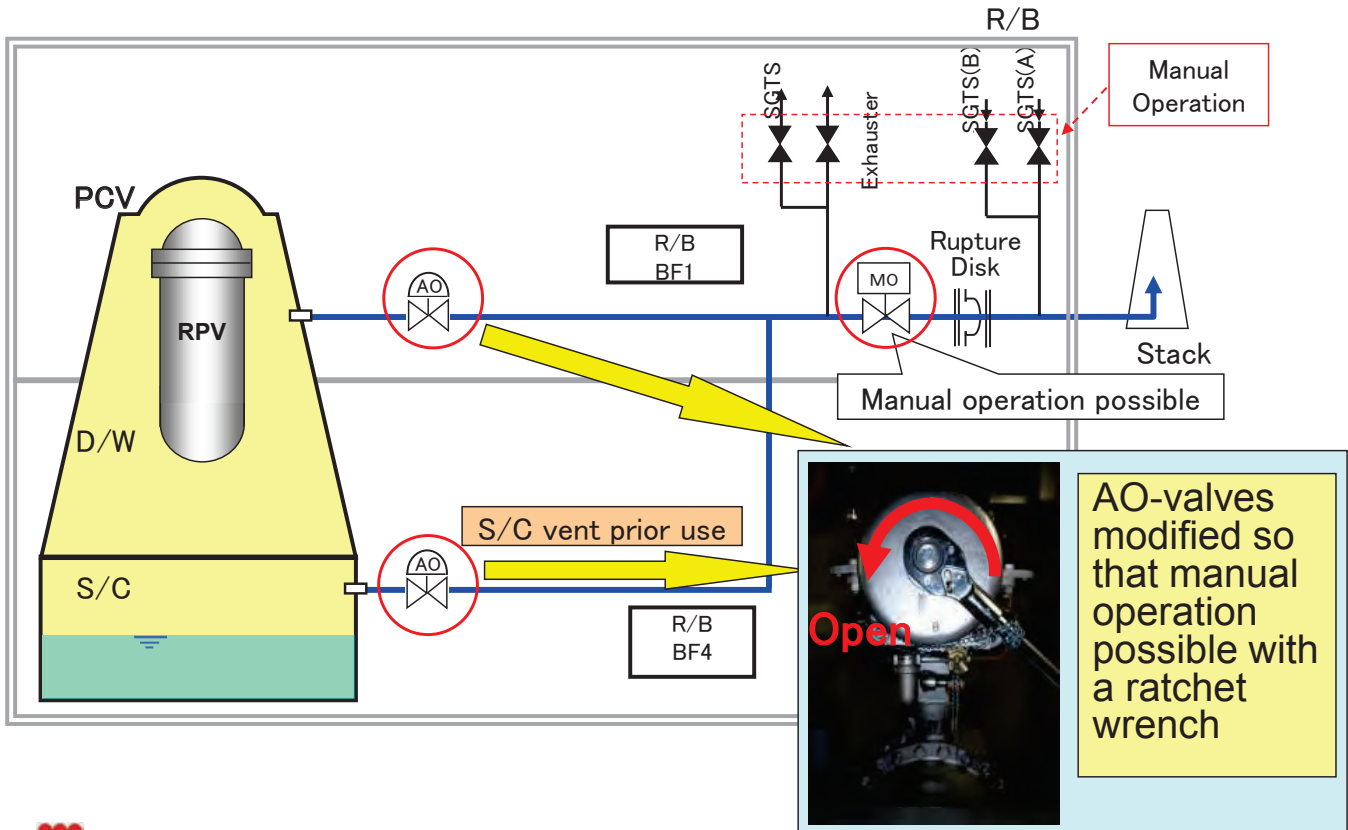 R/B
SGTS
Exhauster
SGTS(B)
SGTS(A)
Manual
Operation
PCV
RPV
AO
R/B
BF1
MO
Rupture
Disk
Stack
Manual operation possible
D/W
S/C vent prior use
AO
S/C
R/B
BF4
Open
AO-valves
modified so
that manual
operation
possible with
a ratchet
wrench